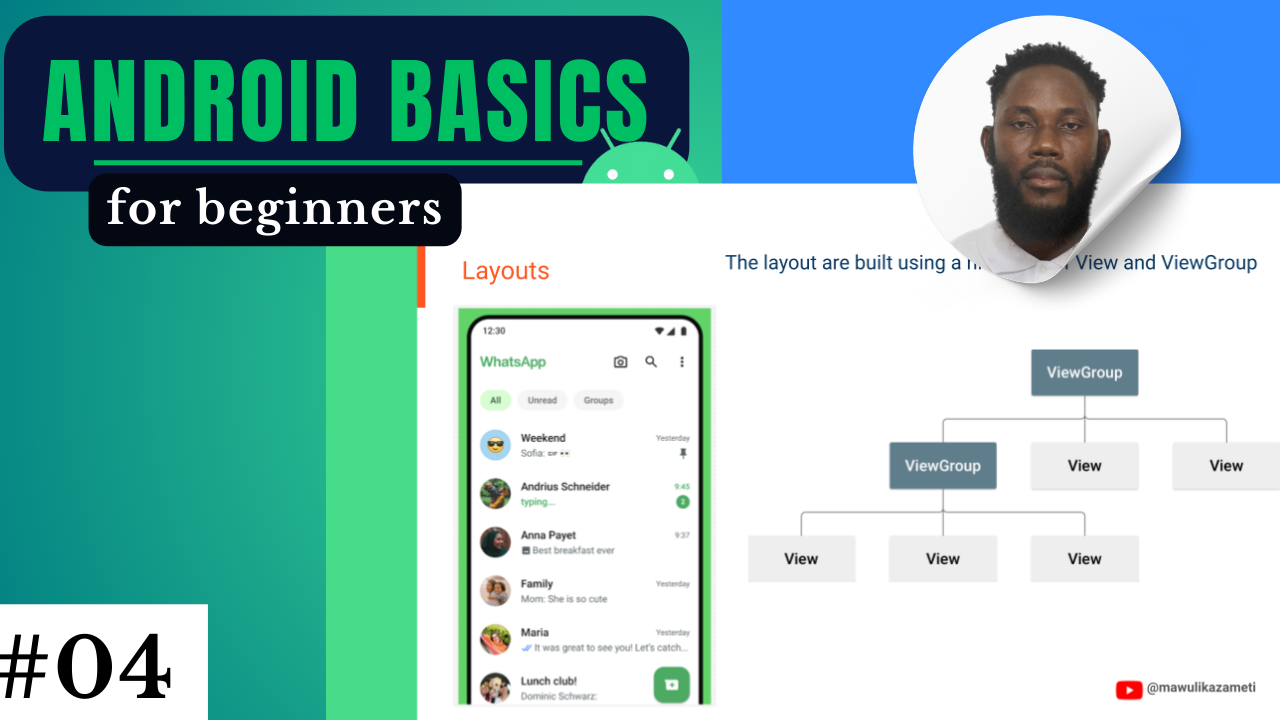 ANDROID BASICS
for beginners
Layouts
The layout are built using a View and ViewGroup
12:30
WhatsApp
All Unread Groups
Weekend Yesterday
Sofia: GIF 👀
Andrius Schneider 9:45
typing... 2
Anna Payet 9:37
Best breakfast ever
Family Yesterday
Mom: She is so cute
Maria Yesterday
It was great to see you! Let's catch...
Lunch club!
Dominic Schwarz:
ViewGroup
ViewGroup View View
View View View
#04
@mawulikazameti